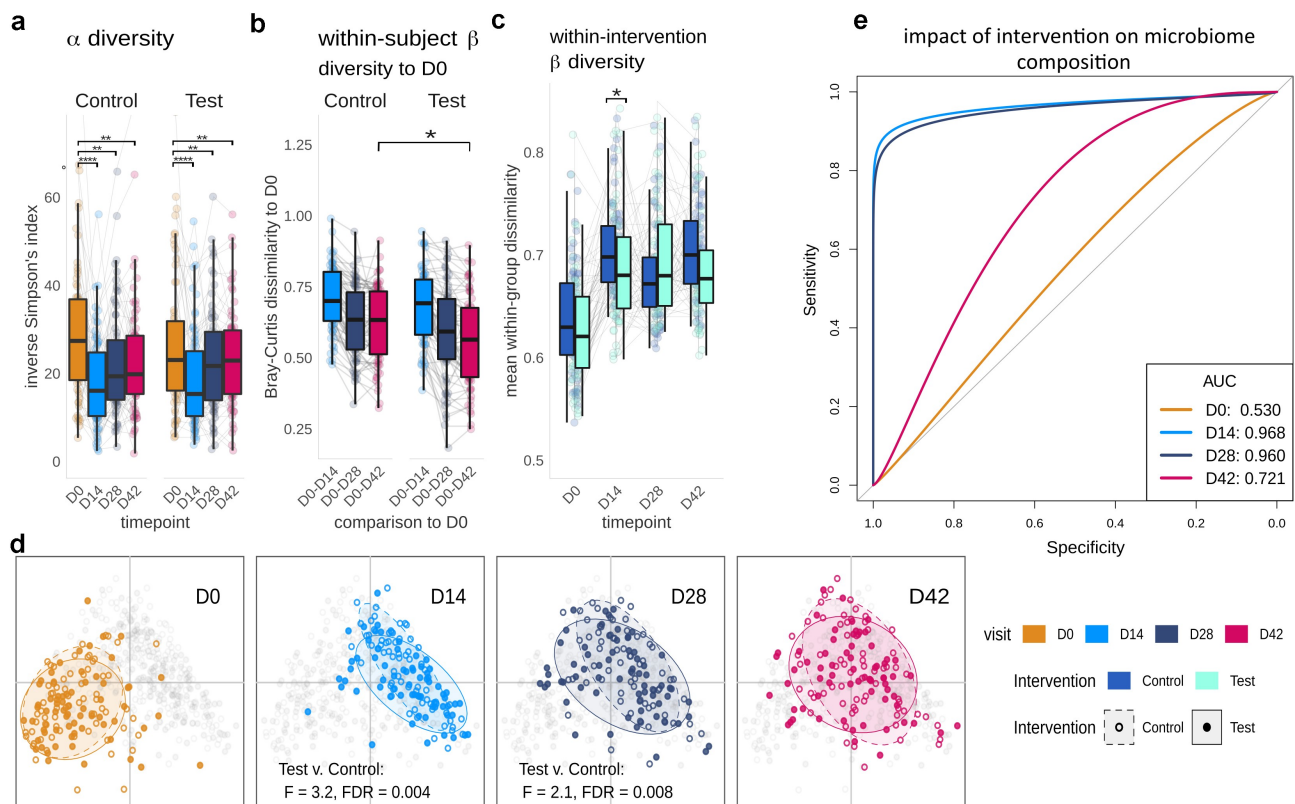 a
α diversity
Control
Test
**
**
****
**
**
****
inverse Simpson's index
60
40
20
0
D0
D14
D28
D42
D0
D14
D28
D42
timepoint
b
within-subject β
diversity to D0
Control
Test
*
Bray-Curtis dissimilarity to D0
1.25
1.00
0.75
0.50
0.25
D0-D14
D0-D28
D0-D42
D0-D14
D0-D28
D0-D42
comparison to D0
c
within-intervention
β diversity
*
mean within-group dissimilarity
0.8
0.7
0.6
0.5
D0
D14
D28
D42
timepoint
e
impact of intervention on microbiome
composition
Sensitivity
1.0
0.8
0.6
0.4
0.2
0.0
1.0
0.8
0.6
0.4
0.2
0.0
Specificity
AUC
D0: 0.530
D14: 0.968
D28: 0.960
D42: 0.721
d
D0
D14
Test v. Control:
F = 3.2, FDR = 0.004
D28
Test v. Control:
F = 2.1, FDR = 0.008
D42
visit D0 D14 D28 D42
Intervention Control Test
Intervention Control Test